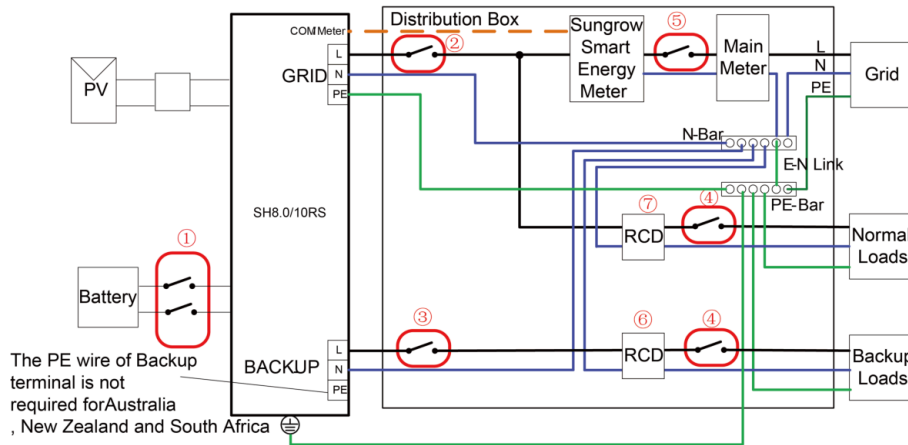 Distribution Box
COM Meter
②
Sungrow
Smart
Energy
Meter
⑤
Main
Meter
L
N
PE
Grid
PV
L
GRID N
PE
N-Bar
E-N Link
PE-Bar
SH8.0/10RS
①
Battery
⑦
RCD
④
Normal
Loads
③
⑥
RCD
④
Backup
Loads
L
BACKUP N
PE
The PE wire of Backup
terminal is not
required forAustralia
, New Zealand and South Africa